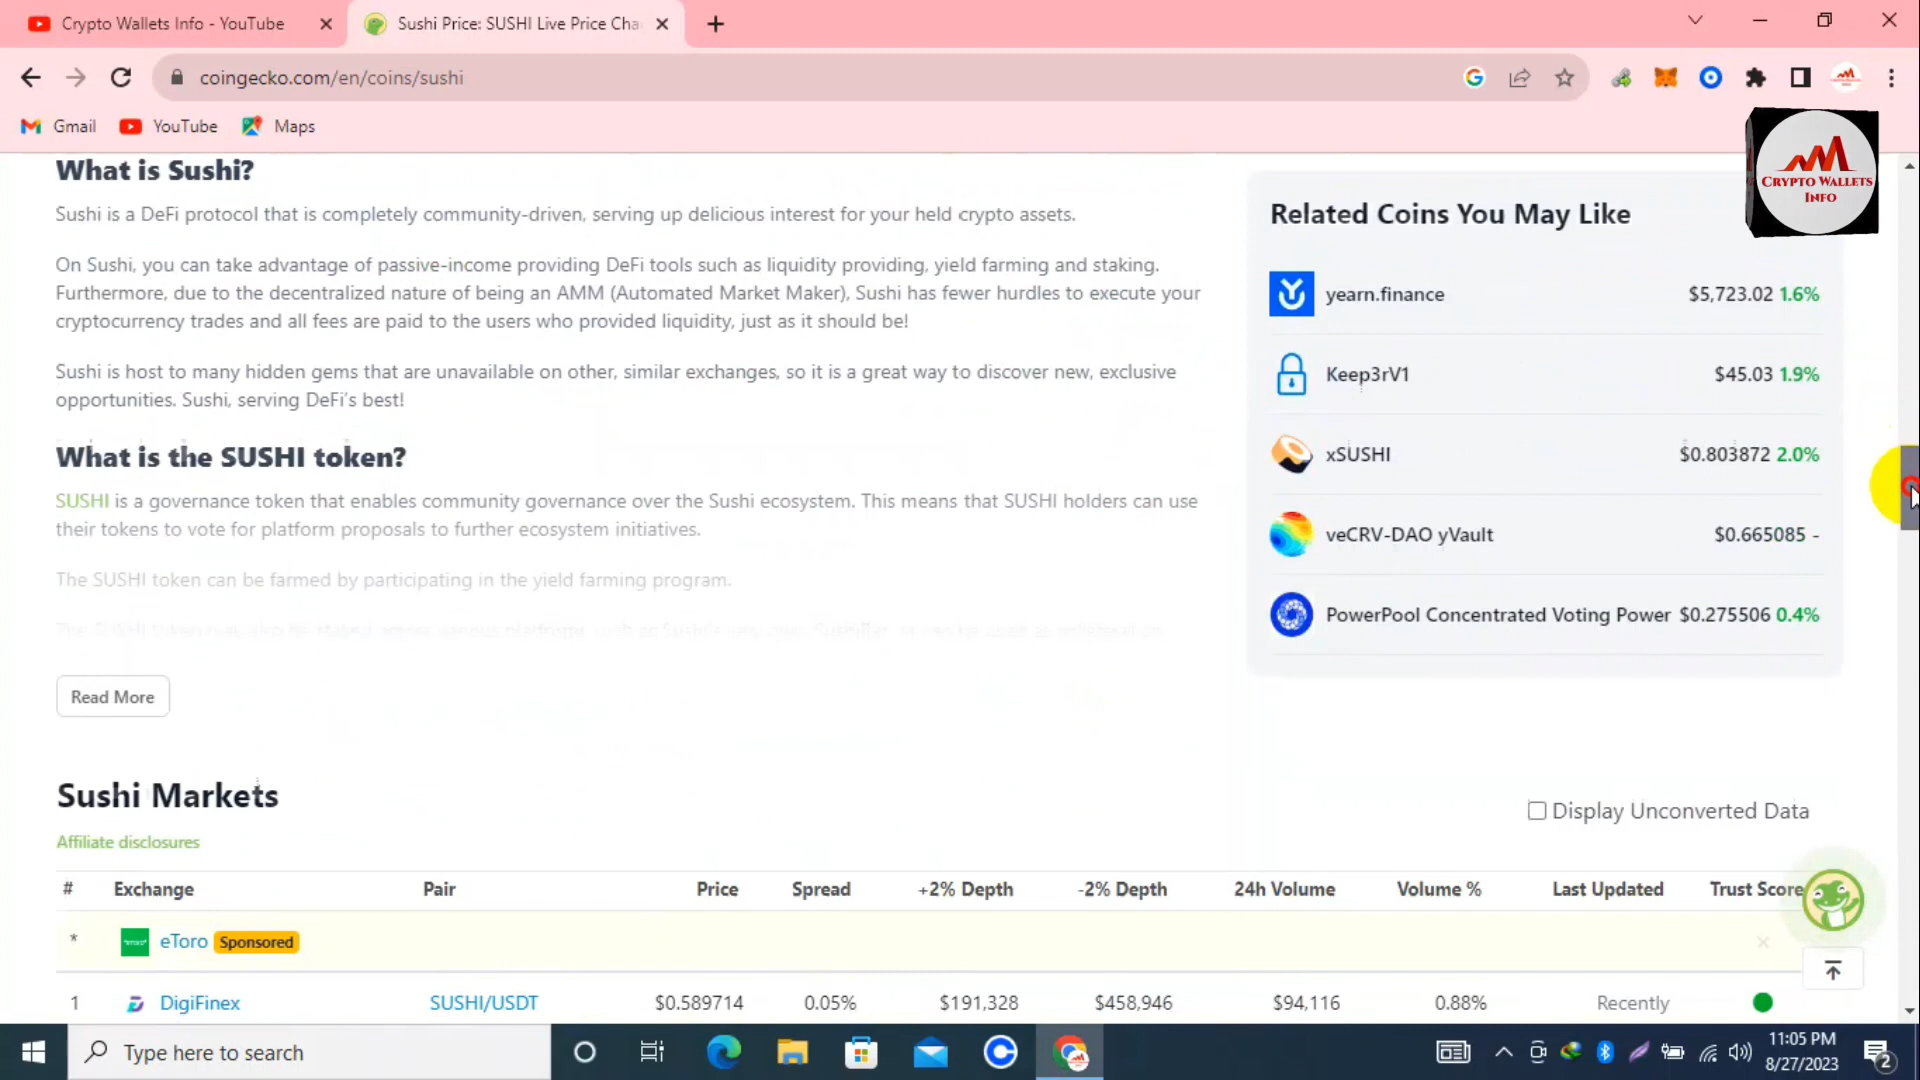 Crypto Wallets Info - YouTube
Sushi Price: SUSHI Live Price Cha
coingecko.com/en/coins/sushi
Gmail
YouTube
Maps
CRYPTO WALLETS
INFO
What is Sushi?
Sushi is a DeFi protocol that is completely community-driven, serving up delicious interest for your held crypto assets.
On Sushi, you can take advantage of passive-income providing DeFi tools such as liquidity providing, yield farming and staking.
Furthermore, due to the decentralized nature of being an AMM (Automated Market Maker), Sushi has fewer hurdles to execute your
cryptocurrency trades and all fees are paid to the users who provided liquidity, just as it should be!
Sushi is host to many hidden gems that are unavailable on other, similar exchanges, so it is a great way to discover new, exclusive
opportunities. Sushi, serving DeFi's best!
What is the SUSHI token?
SUSHI is a governance token that enables community governance over the Sushi ecosystem. This means that SUSHI holders can use
their tokens to vote for platform proposals to further ecosystem initiatives.
The SUSHI token can be farmed by participating in the yield farming program.
Read More
Related Coins You May Like
yearn.finance $5,723.02 1.6%
Keep3rV1 $45.03 1.9%
xSUSHI $0.803872 2.0%
veCRV-DAO yVault $0.665085 -
PowerPool Concentrated Voting Power $0.275506 0.4%
Sushi Markets
Display Unconverted Data
Affiliate disclosures
# Exchange Pair Price Spread +2% Depth -2% Depth 24h Volume Volume % Last Updated Trust Score
* eToro Sponsored
1 DigiFinex SUSHI/USDT $0.589714 0.05% $191,328 $458,946 $94,116 0.88% Recently
Type here to search
11:05 PM
8/27/2023
2